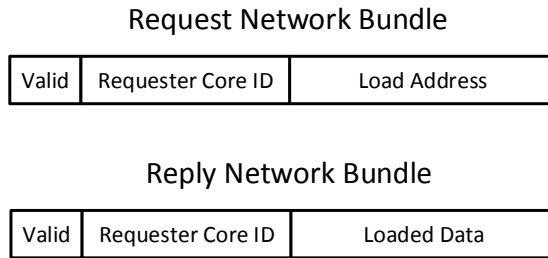 Request Network Bundle
Valid Requester Core ID Load Address
Reply Network Bundle
Valid Requester Core ID Loaded Data